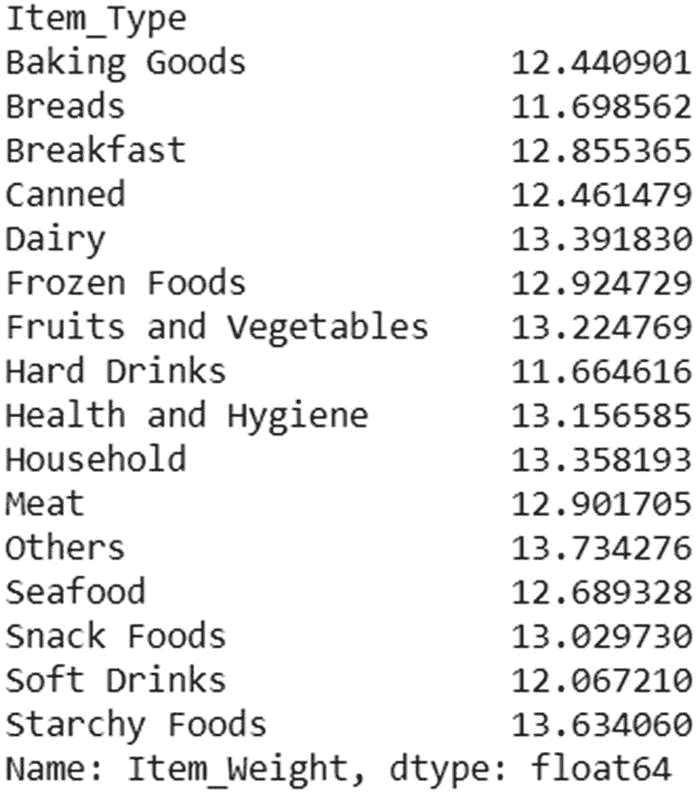 Item_Type
Baking Goods 12.440901
Breads 11.698562
Breakfast 12.855365
Canned 12.461479
Dairy 13.391830
Frozen Foods 12.924729
Fruits and Vegetables 13.224769
Hard Drinks 11.664616
Health and Hygiene 13.156585
Household 13.358193
Meat 12.901705
Others 13.734276
Seafood 12.689328
Snack Foods 13.029730
Soft Drinks 12.067210
Starchy Foods 13.634060
Name: Item_Weight, dtype: float64